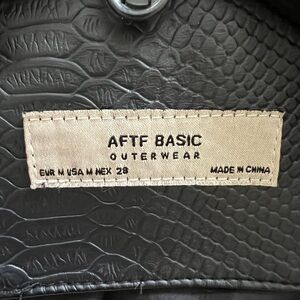 AFTF BASIC
OUTERWEAR
EUR M USA M MEX 28 MADE IN CHINA